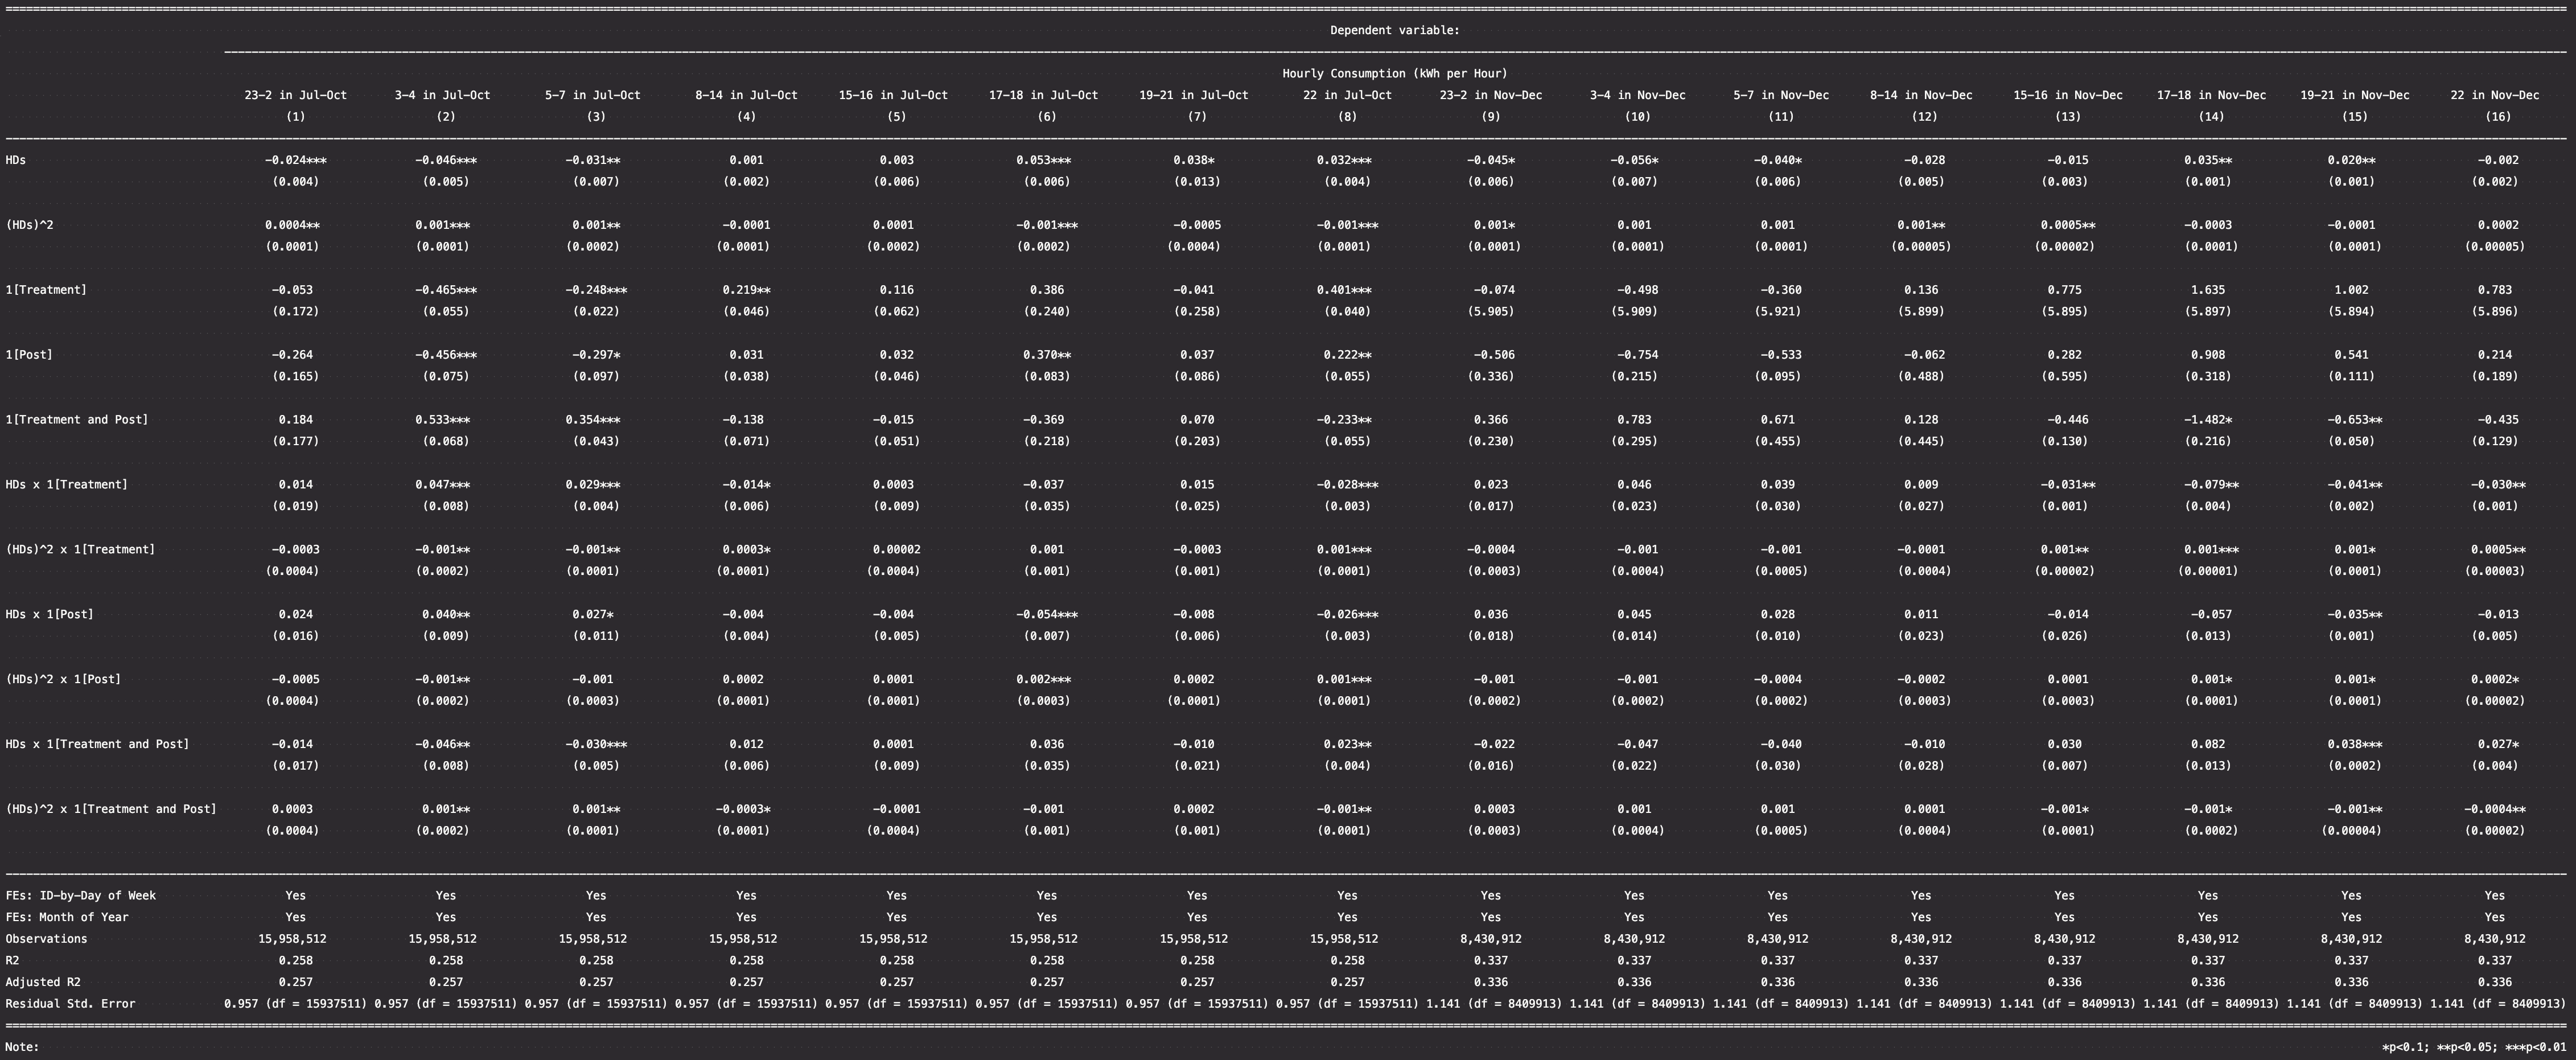 Dependent variable:
Hourly Consumption (kWh per Hour)
23-2 in Jul-Oct 3-4 in Jul-Oct 5-7 in Jul-Oct 8-14 in Jul-Oct 15-16 in Jul-Oct 17-18 in Jul-Oct 19-21 in Jul-Oct 22 in Jul-Oct 23-2 in Nov-Dec 3-4 in Nov-Dec 5-7 in Nov-Dec 8-14 in Nov-Dec 15-16 in Nov-Dec 17-18 in Nov-Dec 19-21 in Nov-Dec 22 in Nov-Dec
(1) (2) (3) (4) (5) (6) (7) (8) (9) (10) (11) (12) (13) (14) (15) (16)
HDs -0.024*** -0.046*** -0.031** 0.001 0.003 0.053*** 0.038* 0.032*** -0.045* -0.056* -0.040* -0.028 -0.015 0.035** 0.020** -0.002
(0.004) (0.005) (0.007) (0.002) (0.006) (0.006) (0.013) (0.004) (0.006) (0.007) (0.006) (0.005) (0.003) (0.001) (0.001) (0.002)
(HDs)^2 0.0004** 0.001*** 0.001** -0.0001 0.0001 -0.001*** -0.0005 -0.001*** 0.001* 0.001 0.001 0.001** 0.0005** -0.0003 -0.0001 0.0002
(0.0001) (0.0001) (0.0002) (0.0001) (0.0002) (0.0002) (0.0004) (0.0001) (0.0001) (0.0001) (0.0001) (0.00005) (0.00002) (0.0001) (0.0001) (0.00005)
1[Treatment] -0.053 -0.465*** -0.248*** 0.219** 0.116 0.386 -0.041 0.401*** -0.074 -0.498 -0.360 0.136 0.775 1.635 1.002 0.783
(0.172) (0.055) (0.022) (0.046) (0.062) (0.240) (0.258) (0.040) (5.905) (5.909) (5.921) (5.899) (5.895) (5.897) (5.894) (5.896)
1[Post] -0.264 -0.456*** -0.297* 0.031 0.032 0.370** 0.037 0.222** -0.506 -0.754 -0.533 -0.062 0.282 0.908 0.541 0.214
(0.165) (0.075) (0.097) (0.038) (0.046) (0.083) (0.086) (0.055) (0.336) (0.215) (0.095) (0.488) (0.595) (0.318) (0.111) (0.189)
1[Treatment and Post] 0.184 0.533*** 0.354*** -0.138 -0.015 -0.369 0.070 -0.233** 0.366 0.783 0.671 0.128 -0.446 -1.482* -0.653** -0.435
(0.177) (0.068) (0.043) (0.071) (0.051) (0.218) (0.203) (0.055) (0.230) (0.295) (0.455) (0.445) (0.130) (0.216) (0.050) (0.129)
HDs x 1[Treatment] 0.014 0.047*** 0.029*** -0.014* 0.0003 -0.037 0.015 -0.028*** 0.023 0.046 0.039 0.009 -0.031** -0.079** -0.041** -0.030**
(0.019) (0.008) (0.004) (0.006) (0.009) (0.035) (0.025) (0.003) (0.017) (0.023) (0.030) (0.027) (0.001) (0.004) (0.002) (0.001)
(HDs)^2 x 1[Treatment] -0.0003 -0.001** -0.001** 0.0003* 0.00002 0.001 -0.0003 0.001*** -0.0004 -0.001 -0.001 -0.0001 0.001** 0.001*** 0.001* 0.0005**
(0.0004) (0.0002) (0.0001) (0.0001) (0.0004) (0.001) (0.001) (0.0001) (0.0003) (0.0004) (0.0005) (0.0004) (0.00002) (0.00001) (0.0001) (0.00003)
HDs x 1[Post] 0.024 0.040** 0.027* -0.004 -0.004 -0.054*** -0.008 -0.026*** 0.036 0.045 0.028 0.011 -0.014 -0.057 -0.035** -0.013
(0.016) (0.009) (0.011) (0.004) (0.005) (0.007) (0.006) (0.003) (0.018) (0.014) (0.010) (0.023) (0.026) (0.013) (0.001) (0.005)
(HDs)^2 x 1[Post] -0.0005 -0.001** -0.001 0.0002 0.0001 0.002*** 0.0002 0.001*** -0.001 -0.001 -0.0004 -0.0002 0.0001 0.001* 0.001* 0.0002*
(0.0004) (0.0002) (0.0003) (0.0001) (0.0001) (0.0003) (0.0001) (0.0001) (0.0002) (0.0002) (0.0002) (0.0003) (0.0003) (0.0001) (0.0001) (0.00002)
HDs x 1[Treatment and Post] -0.014 -0.046** -0.030*** 0.012 0.0001 0.036 -0.010 0.023** -0.022 -0.047 -0.040 -0.010 0.030 0.082 0.038*** 0.027*
(0.017) (0.008) (0.005) (0.006) (0.009) (0.035) (0.021) (0.004) (0.016) (0.022) (0.030) (0.028) (0.007) (0.013) (0.0002) (0.004)
(HDs)^2 x 1[Treatment and Post] 0.0003 0.001** 0.001** -0.0003* -0.0001 -0.001 0.0002 -0.001** 0.0003 0.001 0.001 0.0001 -0.001* -0.001* -0.001** -0.0004**
(0.0004) (0.0002) (0.0001) (0.0001) (0.0004) (0.001) (0.001) (0.0001) (0.0003) (0.0004) (0.0005) (0.0004) (0.0001) (0.0002) (0.00004) (0.00002)
FEs: ID-by-Day of Week Yes Yes Yes Yes Yes Yes Yes Yes Yes Yes Yes Yes Yes Yes Yes Yes
FEs: Month of Year Yes Yes Yes Yes Yes Yes Yes Yes Yes Yes Yes Yes Yes Yes Yes Yes
Observations 15,958,512 15,958,512 15,958,512 15,958,512 15,958,512 15,958,512 15,958,512 15,958,512 8,430,912 8,430,912 8,430,912 8,430,912 8,430,912 8,430,912 8,430,912 8,430,912
R2 0.258 0.258 0.258 0.258 0.258 0.258 0.258 0.258 0.337 0.337 0.337 0.337 0.337 0.337 0.337 0.337
Adjusted R2 0.257 0.257 0.257 0.257 0.257 0.257 0.257 0.257 0.336 0.336 0.336 0.336 0.336 0.336 0.336 0.336
Residual Std. Error 0.957 (df = 15937511) 0.957 (df = 15937511) 0.957 (df = 15937511) 0.957 (df = 15937511) 0.957 (df = 15937511) 0.957 (df = 15937511) 0.957 (df = 15937511) 0.957 (df = 15937511) 1.141 (df = 8409913) 1.141 (df = 8409913) 1.141 (df = 8409913) 1.141 (df = 8409913) 1.141 (df = 8409913) 1.141 (df = 8409913) 1.141 (df = 8409913) 1.141 (df = 8409913)
Note: *p<0.1; **p<0.05; ***p<0.01